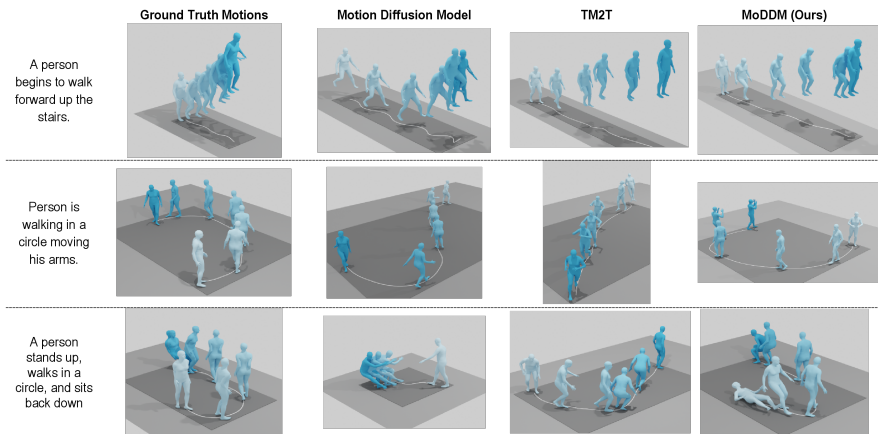 Ground Truth Motions
Motion Diffusion Model
TM2T
MoDDM (Ours)
A person
begins to walk
forward up the
stairs.
Person is
walking in a
circle moving
his arms.
A person
stands up,
walks in a
circle, and sits
back down